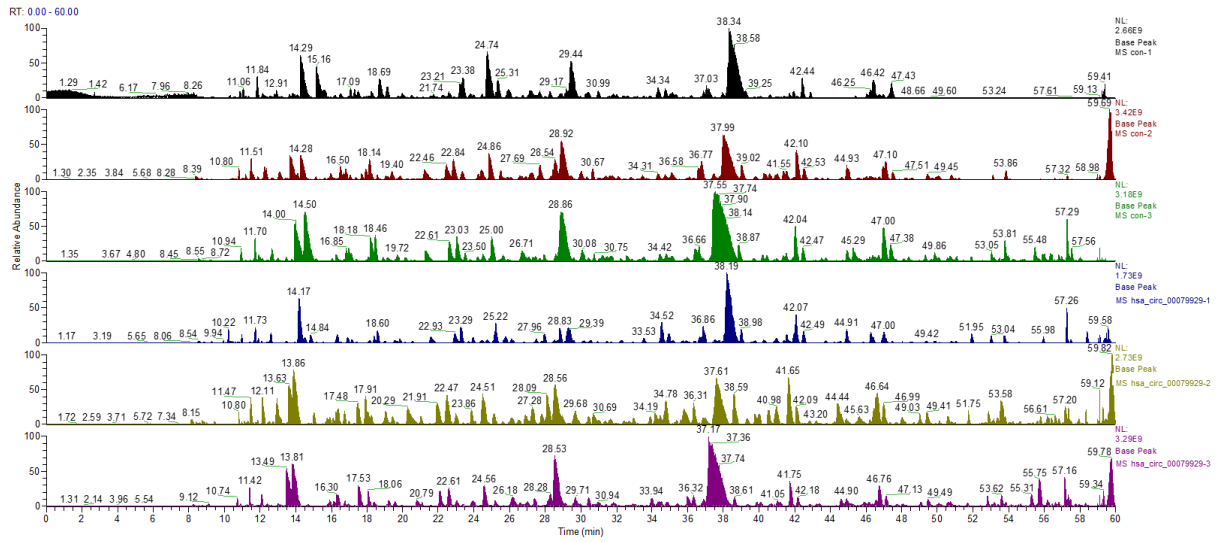 RT: 0.00 - 60.00
Relative Abundance
100
50
0
1.29 1.42 6.17 7.96 8.26 11.06 11.84 12.91 14.29 15.16 17.09 18.69 21.74 23.21 23.38 24.74 25.31 29.17 29.44 30.99 34.34 37.03 38.34 38.58 39.25 42.44 46.25 46.42 47.43 48.66 49.60 53.24 57.61 59.13 59.41
NL:
2.66E9
Base Peak
MS con-1
100
50
0
1.30 2.35 3.84 5.68 8.28 8.39 10.80 11.51 14.28 16.50 18.14 19.40 22.46 22.84 24.86 27.69 28.54 28.92 30.67 34.31 36.58 36.77 37.99 39.02 41.55 42.10 42.53 44.93 47.10 47.51 49.45 50.81 53.86 57.32 58.98 59.69
NL:
3.42E9
Base Peak
MS con-2
100
50
0
1.35 3.67 4.80 8.45 8.55 8.72 10.94 11.70 14.00 14.50 16.85 18.18 18.46 19.72 22.61 23.03 23.50 25.00 26.71 28.86 30.08 30.75 34.42 36.66 37.55 37.74 37.90 38.14 38.87 42.04 42.47 45.29 47.00 47.38 49.86 53.05 53.81 55.48 57.29 57.56
NL:
3.18E9
Base Peak
MS con-3
100
50
0
1.17 3.19 5.65 8.06 8.54 9.94 10.22 11.73 14.17 14.84 18.60 22.93 23.29 25.22 27.96 28.83 29.39 33.53 34.52 36.86 38.19 38.98 42.07 42.49 44.91 47.00 49.42 51.95 53.04 55.98 57.26 59.58
NL:
1.73E9
Base Peak
MS hsa_circ_00079929-1
100
50
0
1.72 2.59 3.71 5.72 7.34 8.15 10.80 11.47 12.11 13.63 13.86 17.48 17.91 20.29 21.91 22.47 23.86 24.51 27.28 28.09 28.56 29.68 30.69 34.19 34.78 36.31 37.61 38.59 40.98 41.65 42.09 43.20 44.44 45.63 46.64 46.99 49.03 49.41 51.75 53.58 56.61 57.20 59.12 59.82
NL:
2.73E9
Base Peak
MS hsa_circ_00079929-2
100
50
0
1.31 2.14 3.96 5.54 9.12 10.74 11.42 13.49 13.81 16.30 17.53 18.06 20.79 22.61 24.56 26.18 28.28 28.53 29.71 30.94 33.94 36.32 37.17 37.36 37.74 38.61 41.05 41.75 42.18 44.90 46.76 47.13 49.49 53.62 55.31 55.75 57.16 59.34 59.78
NL:
3.29E9
Base Peak
MS hsa_circ_00079929-3
0 2 4 6 8 10 12 14 16 18 20 22 24 26 28 30 32 34 36 38 40 42 44 46 48 50 52 54 56 58 60
Time (min)